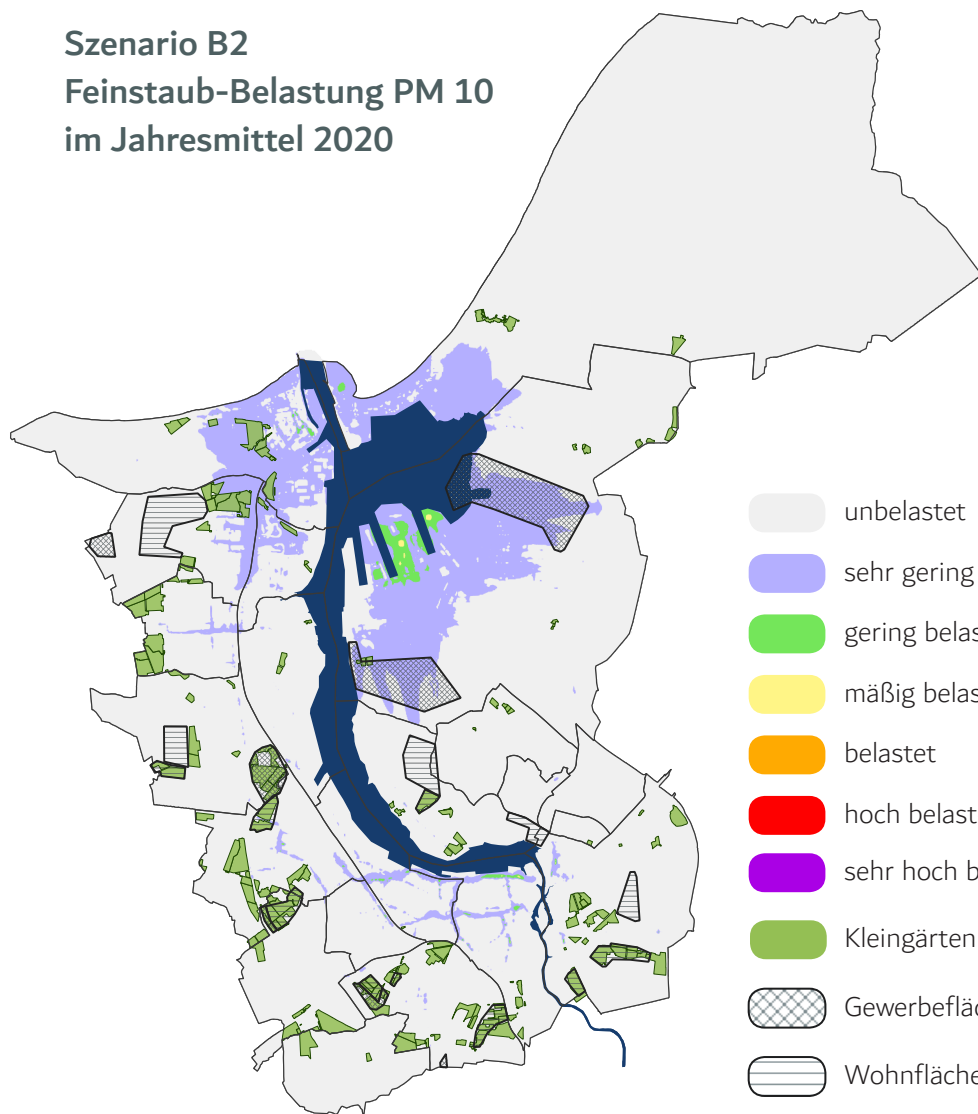 Szenario B2
Feinstaub-Belastung PM 10
im Jahresmittel 2020
unbelastet
sehr gering
gering belas
mäßig belas
belastet
hoch belast
sehr hoch b
Kleingärten
Gewerbefläc
Wohnfläche